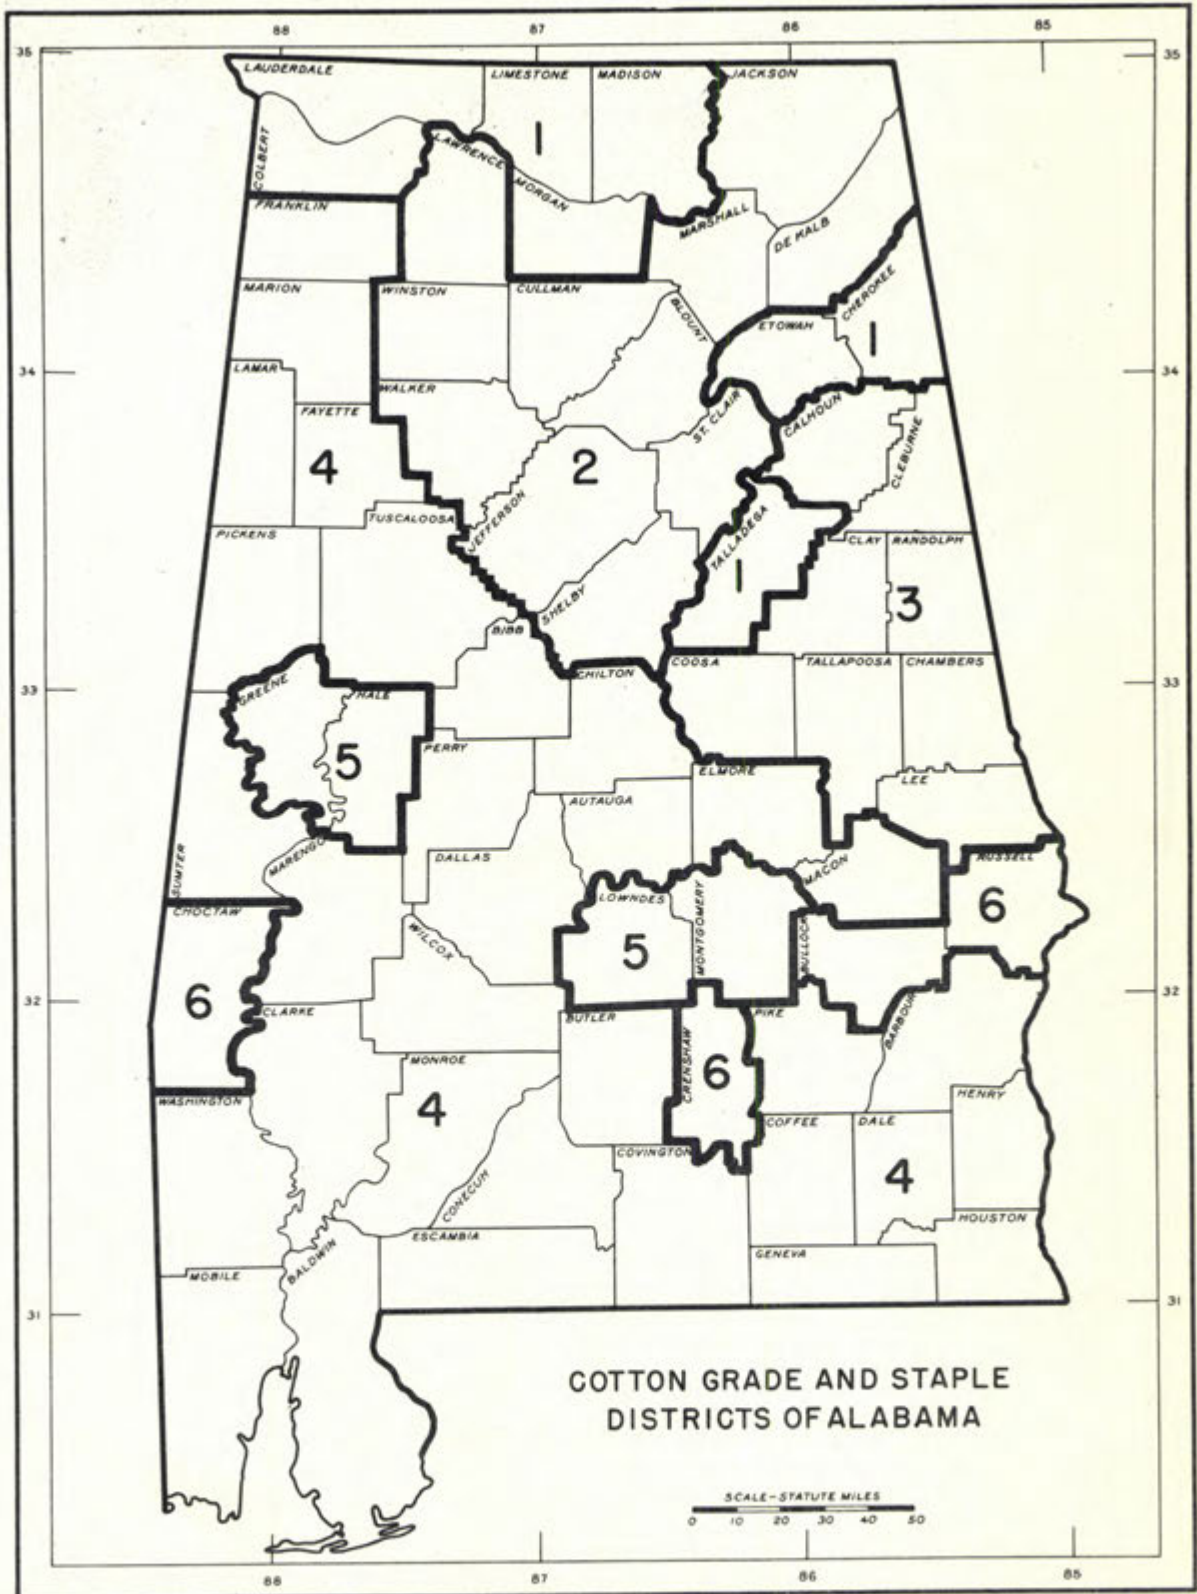 88 87 86 85
35 35
LAUDERDALE LIMESTONE MADISON JACKSON
COLBERT LAWRENCE 1 MORGAN
FRANKLIN MARSHALL DE KALB
MARION WINSTON CULLMAN BLOUNT ETOWAH CHEROKEE
1
34 34
LAMAR WALKER
FAYETTE ST. CLAIR CALHOUN CLEBURNE
4 2
TUSCALOOSA JEFFERSON TALLADEGA
PICKENS CLAY RANDOLPH
1
SHELBY 3
BIBB
COOSA TALLAPOOSA CHAMBERS
CHILTON
33 33
GREENE HALE
5 PERRY
ELMORE LEE
AUTAUGA
SUMTER MARENGO DALLAS MACON RUSSELL
CHOCTAW LOWNDES MONTGOMERY 6
WILCOX 5 BULLOCK
32 32
6 CLARKE BUTLER PIKE BARBOUR
MONROE CRENSHAW 6
WASHINGTON 4 HENRY
COFFEE DALE
COVINGTON
CONECUH 4
HOUSTON
ESCAMBIA
BALDWIN GENEVA
MOBILE
31 31
COTTON GRADE AND STAPLE
DISTRICTS OF ALABAMA
SCALE-STATUTE MILES
0 10 20 30 40 50
88 87 86 85